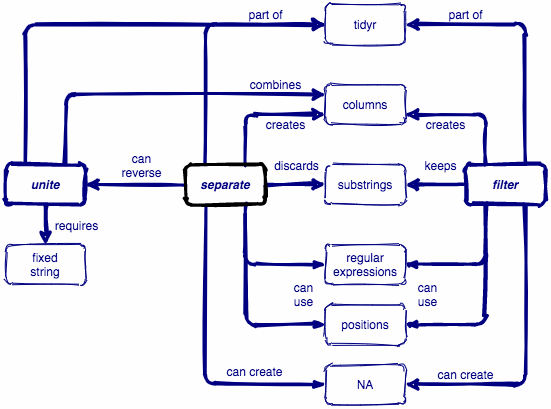 part of
tidyr
part of
combines
columns
creates
creates
can
reverse
discards
keeps
unite
separate
substrings
filter
requires
fixed
string
regular
expressions
can
use
can
use
positions
can create
NA
can create